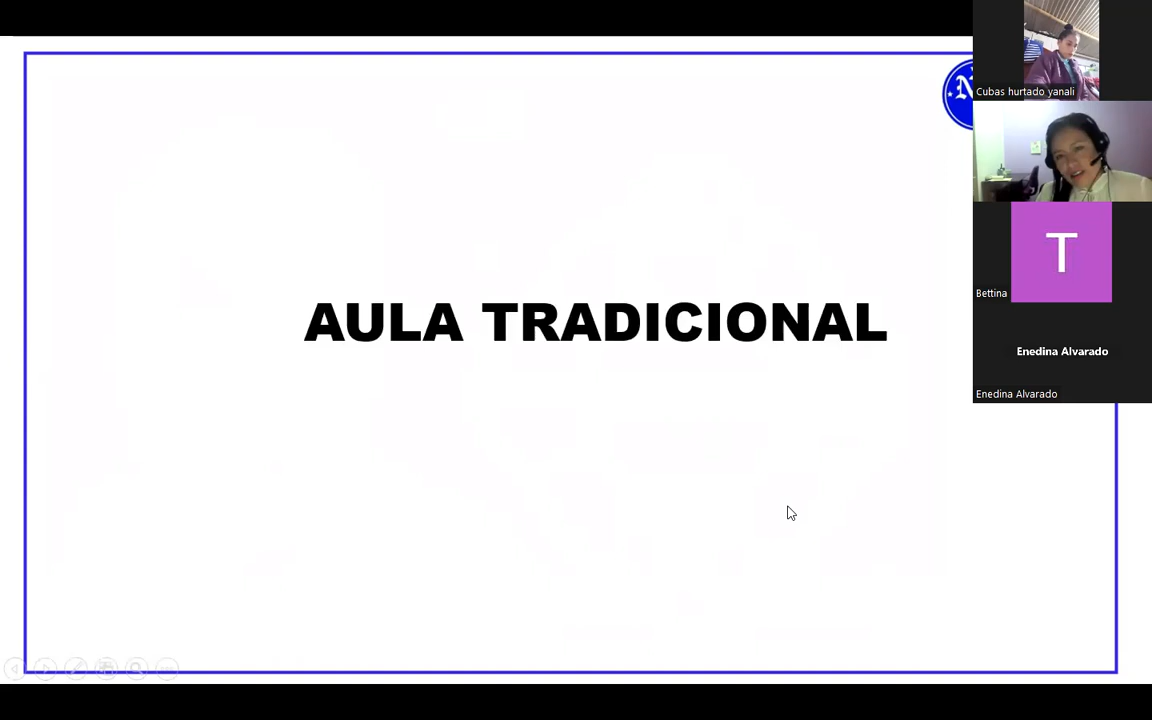 AULA TRADICIONAL
N
Cubas hurtado yanali
T
Bettina
Enedina Alvarado
Enedina Alvarado